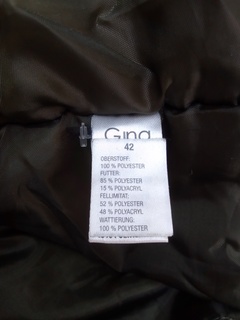 Gina
42
OBERSTOFF:
100 % POLYESTER
FUTTER:
85 % POLYESTER
15 % POLYACRYL
FELLIMITAT:
52 % POLYESTER
48 % POLYACRYL
WATTIERUNG:
100 % POLYESTER